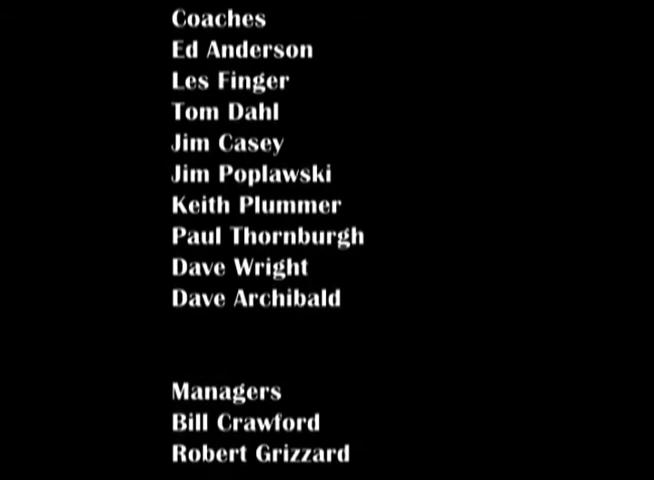 Coaches
Ed Anderson
Les Finger
Tom Dahl
Jim Casey
Jim Poplawski
Keith Plummer
Paul Thornburgh
Dave Wright
Dave Archibald
Managers
Bill Crawford
Robert Grizzard